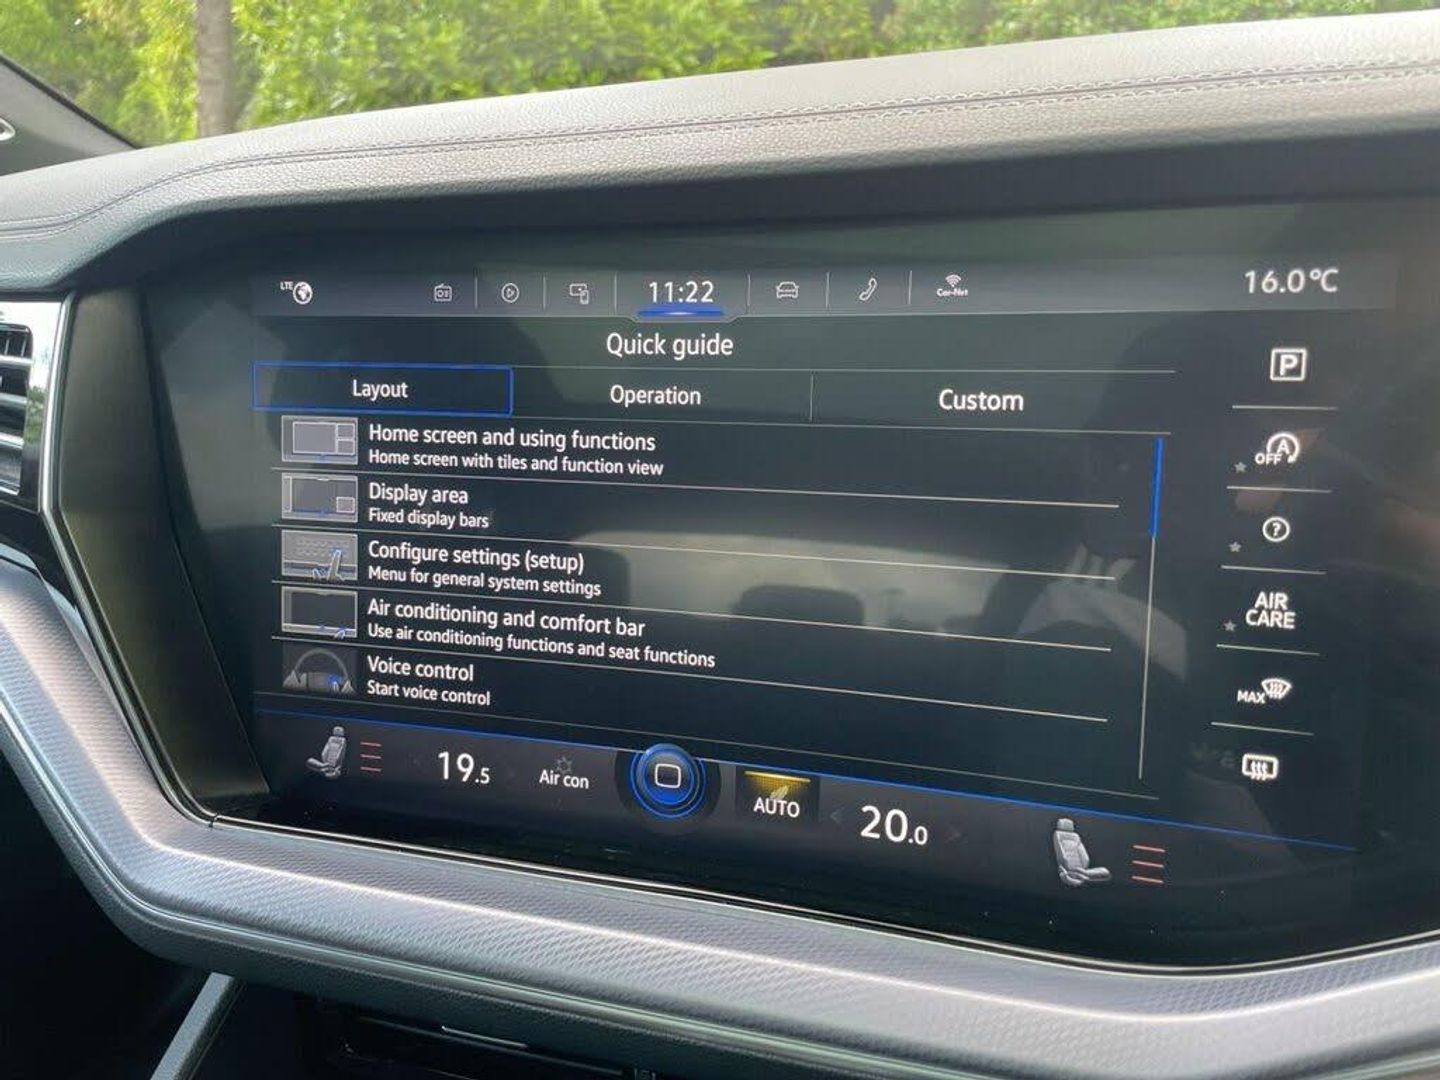 LTE
11:22
Car-Net
16.0°C
Quick guide
P
Layout
Operation
Custom
Home screen and using functions
Home screen with tiles and function view
A
OFF
Display area
Fixed display bars
?
Configure settings (setup)
Menu for general system settings
AIR
CARE
Air conditioning and comfort bar
Use air conditioning functions and seat functions
Voice control
Start voice control
MAX
19.5
Air con
AUTO
20.0